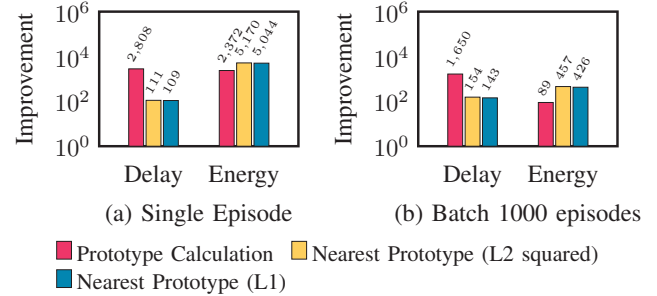 Improvement
10^6
10^4
10^2
10^0
2,808
111
109
2,372
5,170
5,044
Delay
Energy
(a) Single Episode
Improvement
10^6
10^4
10^2
10^0
1,650
154
143
89
457
426
Delay
Energy
(b) Batch 1000 episodes
Prototype Calculation
Nearest Prototype (L2 squared)
Nearest Prototype (L1)